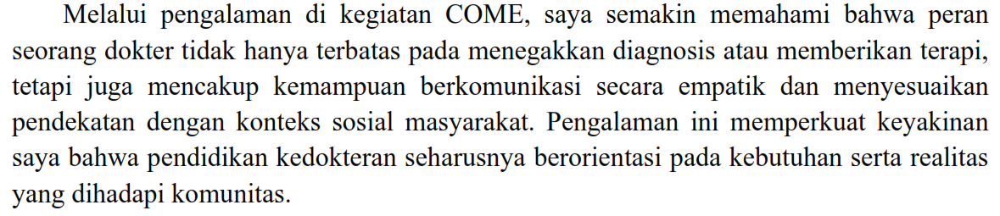 Melalui pengalaman di kegiatan COME, saya semakin memahami bahwa peran
seorang dokter tidak hanya terbatas pada menegakkan diagnosis atau memberikan terapi,
tetapi juga mencakup kemampuan berkomunikasi secara empatik dan menyesuaikan
pendekatan dengan konteks sosial masyarakat. Pengalaman ini memperkuat keyakinan
saya bahwa pendidikan kedokteran seharusnya berorientasi pada kebutuhan serta realitas
yang dihadapi komunitas.